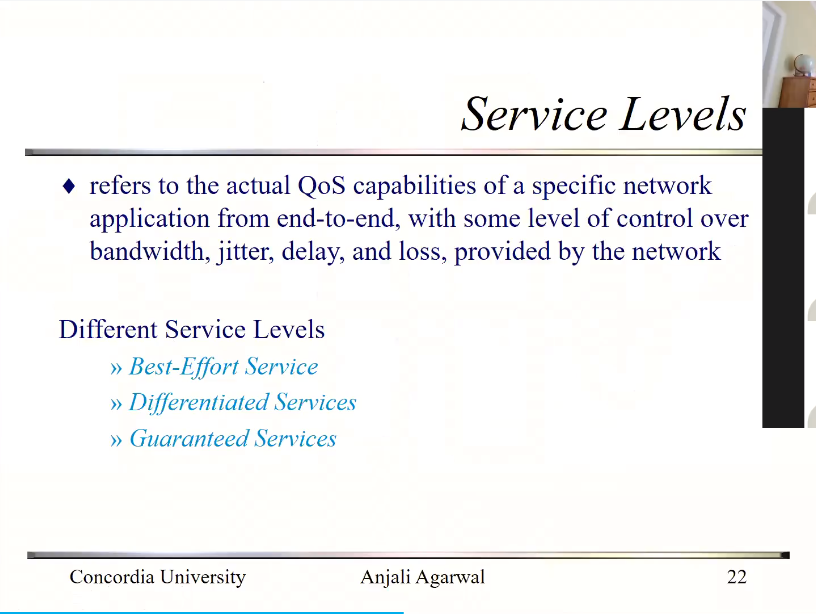 Service Levels
♦ refers to the actual QoS capabilities of a specific network
application from end-to-end, with some level of control over
bandwidth, jitter, delay, and loss, provided by the network
Different Service Levels
» Best-Effort Service
» Differentiated Services
» Guaranteed Services
Concordia University Anjali Agarwal 22